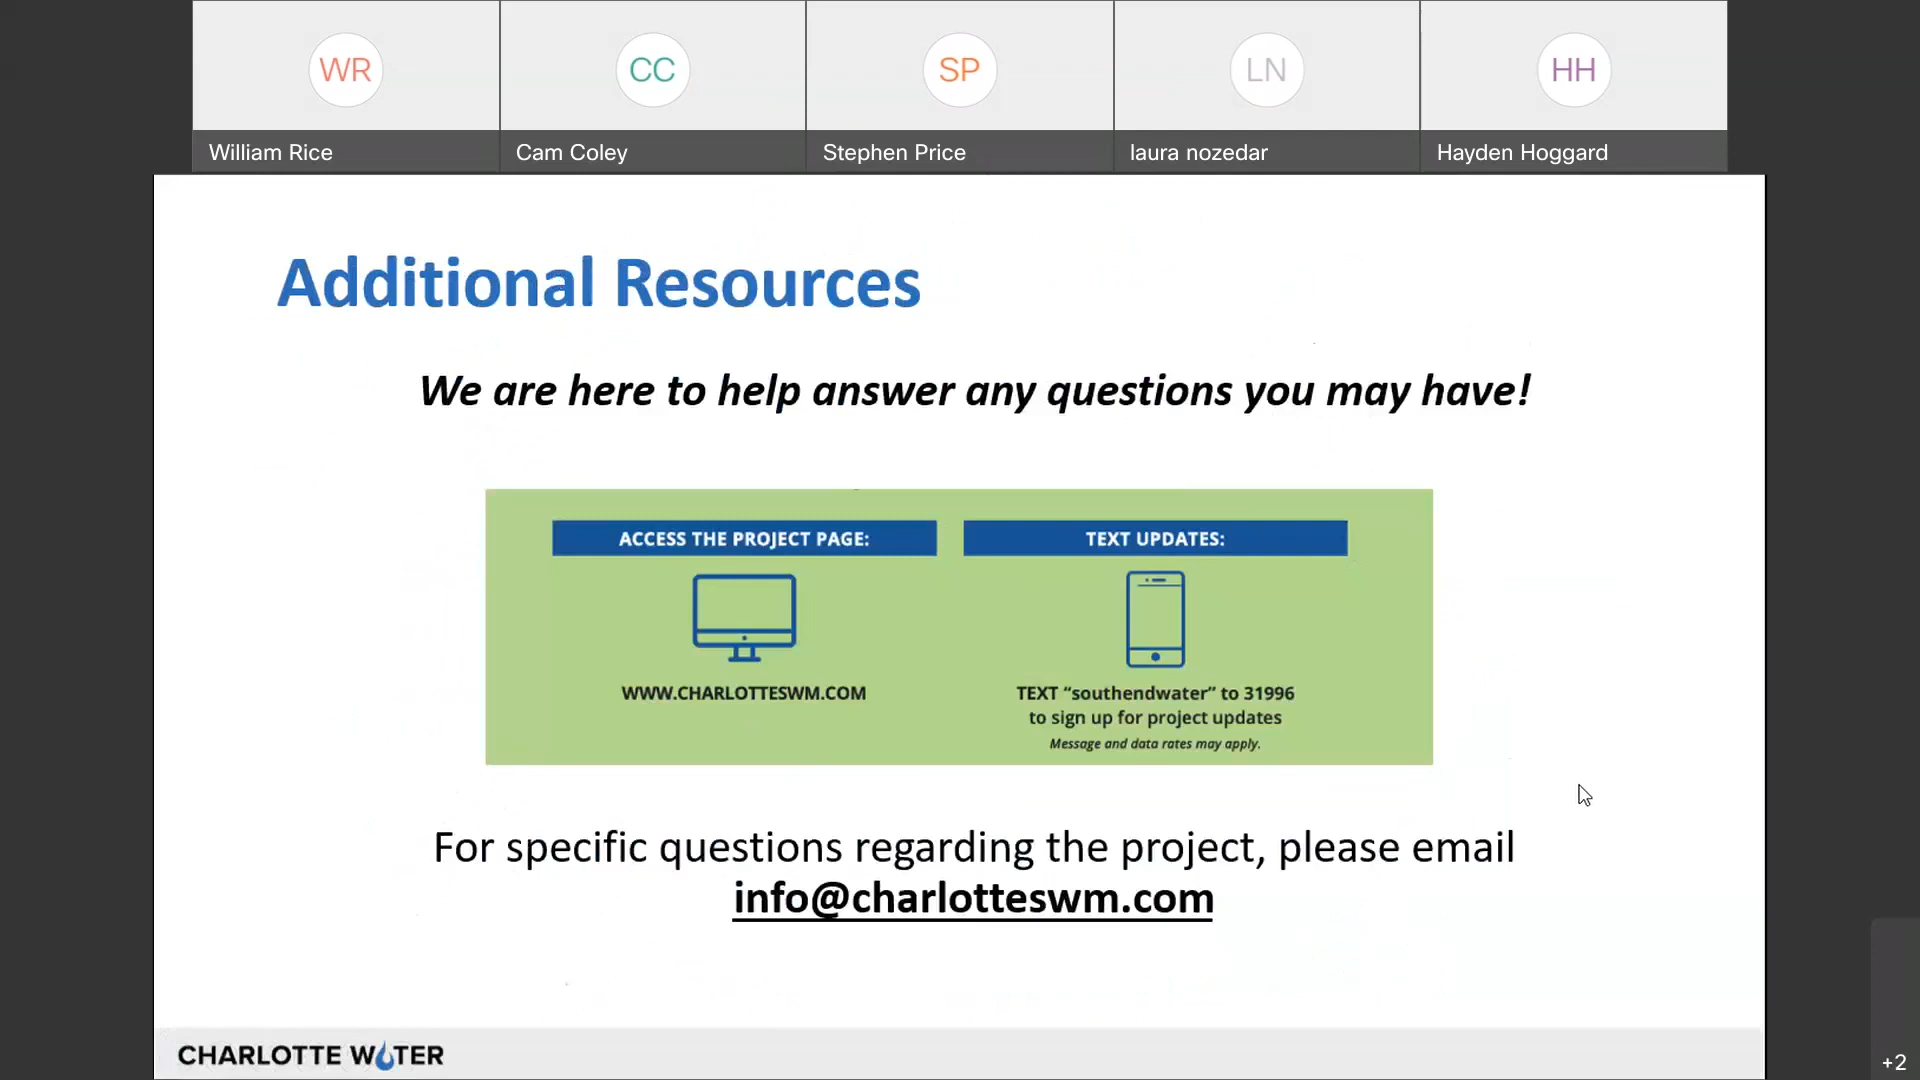 WR
CC
SP
LN
HH
William Rice
Cam Coley
Stephen Price
laura nozedar
Hayden Hoggard
Additional Resources
We are here to help answer any questions you may have!
ACCESS THE PROJECT PAGE:
WWW.CHARLOTTESWM.COM
TEXT UPDATES:
TEXT “southendwater” to 31996
to sign up for project updates
Message and data rates may apply.
For specific questions regarding the project, please email
info@charlotteswm.com
CHARLOTTE WATER
+2